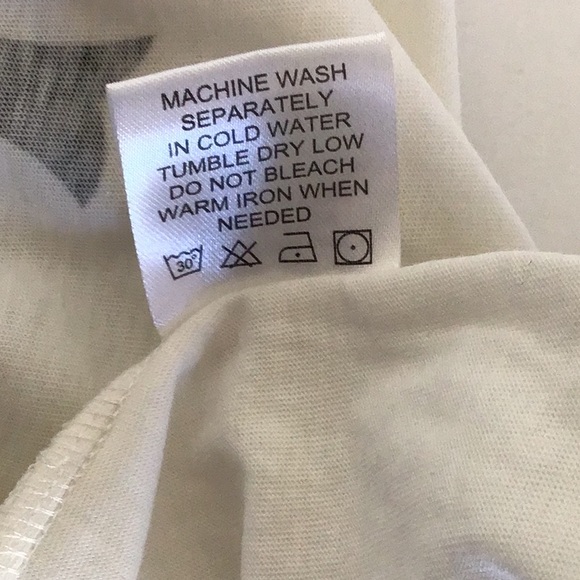 MACHINE WASH
SEPARATELY
IN COLD WATER
TUMBLE DRY LOW
DO NOT BLEACH
WARM IRON WHEN
NEEDED
30°